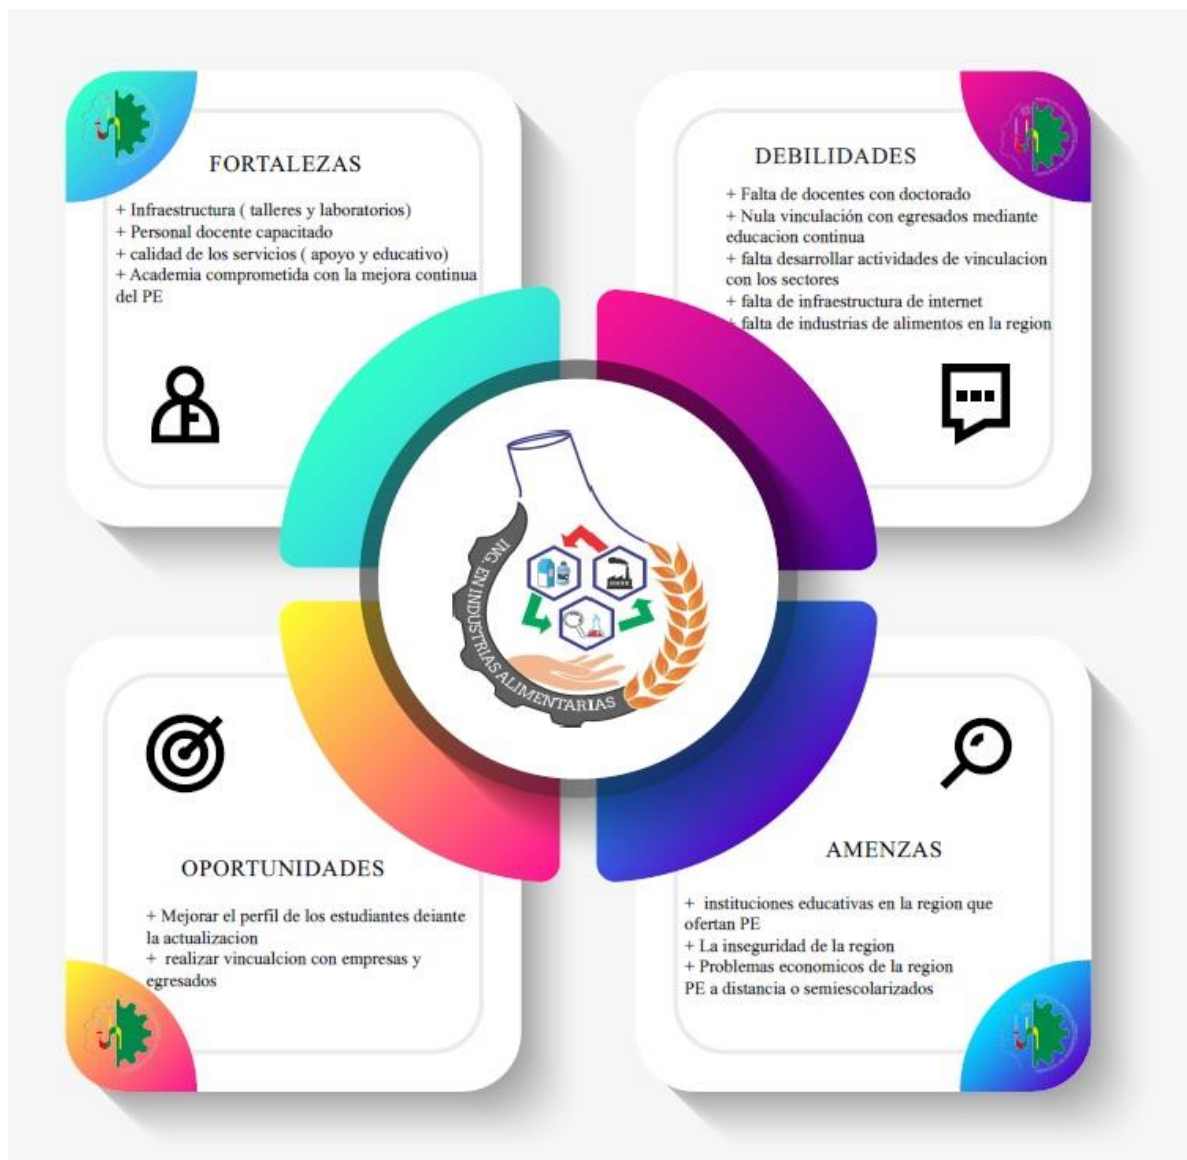 FORTALEZAS
+ Infraestructura ( talleres y laboratorios)
+ Personal docente capacitado
+ calidad de los servicios ( apoyo y educativo)
+ Academia comprometida con la mejora continua
del PE
DEBILIDADES
+ Falta de docentes con doctorado
+ Nula vinculación con egresados mediante
educacion continua
+ falta desarrollar actividades de vinculacion
con los sectores
+ falta de infraestructura de internet
+ falta de industrias de alimentos en la region
ING. EN INDUSTRIAS ALIMENTARIAS
OPORTUNIDADES
+ Mejorar el perfil de los estudiantes deiante
la actualizacion
+ realizar vincualcion con empresas y
egresados
AMENZAS
+ instituciones educativas en la region que
ofertan PE
+ La inseguridad de la region
+ Problemas economicos de la region
PE a distancia o semiescolarizados